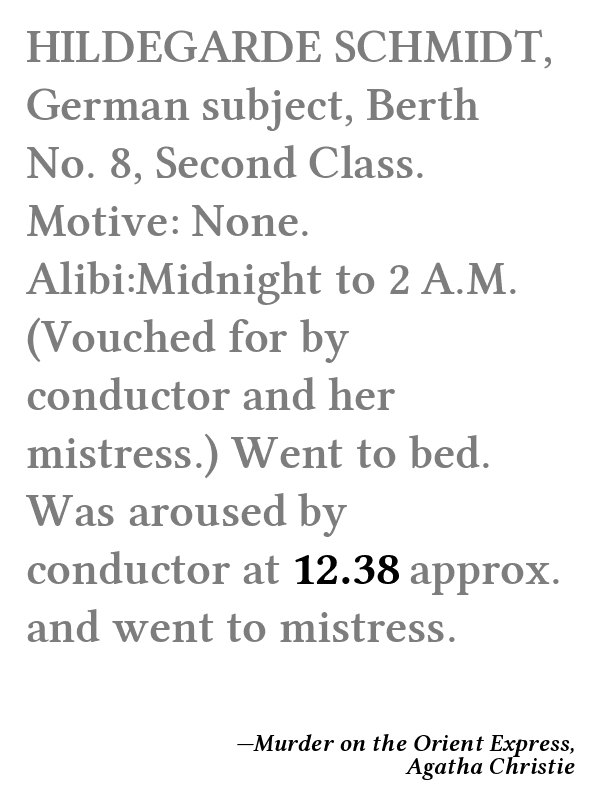 HILDEGARDE SCHMIDT,
German subject, Berth
No. 8, Second Class.
Motive: None.
Alibi:Midnight to 2 A.M.
(Vouched for by
conductor and her
mistress.) Went to bed.
Was aroused by
conductor at 12.38 approx.
and went to mistress.
—Murder on the Orient Express,
Agatha Christie